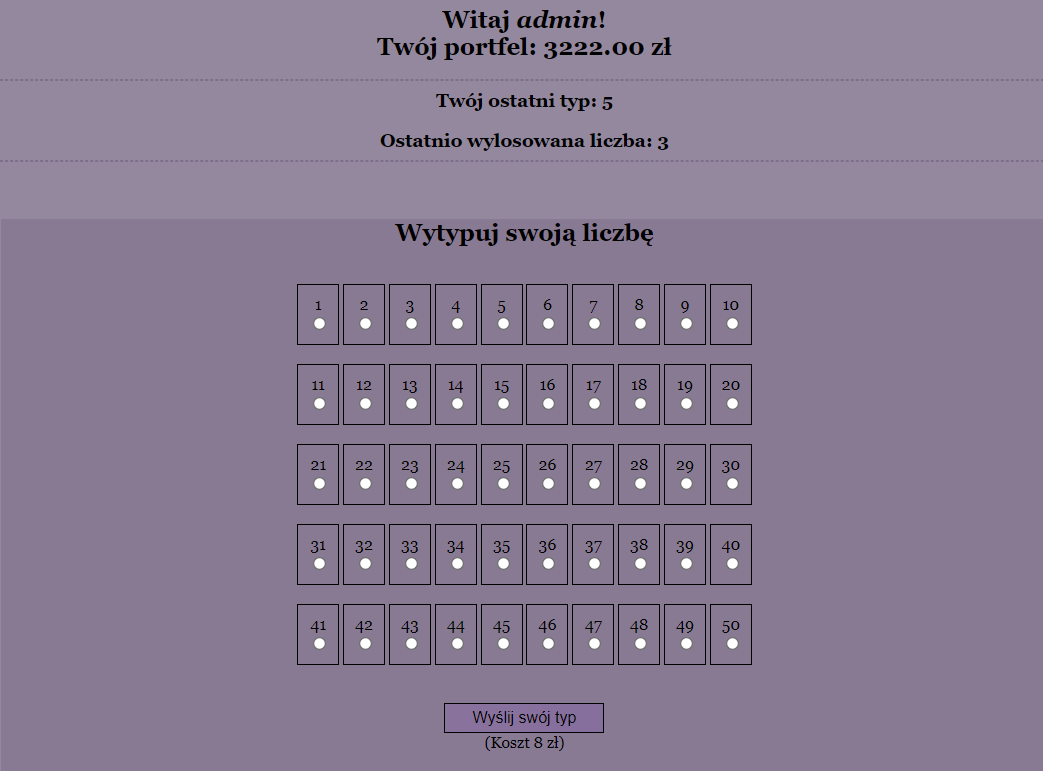 Witaj admin!
Twój portfel: 3222.00 zł
Twój ostatni typ: 5
Ostatnio wylosowana liczba: 3
Wytypuj swoją liczbę
1 2 3 4 5 6 7 8 9 10
11 12 13 14 15 16 17 18 19 20
21 22 23 24 25 26 27 28 29 30
31 32 33 34 35 36 37 38 39 40
41 42 43 44 45 46 47 48 49 50
Wyślij swój typ
(Koszt 8 zł)